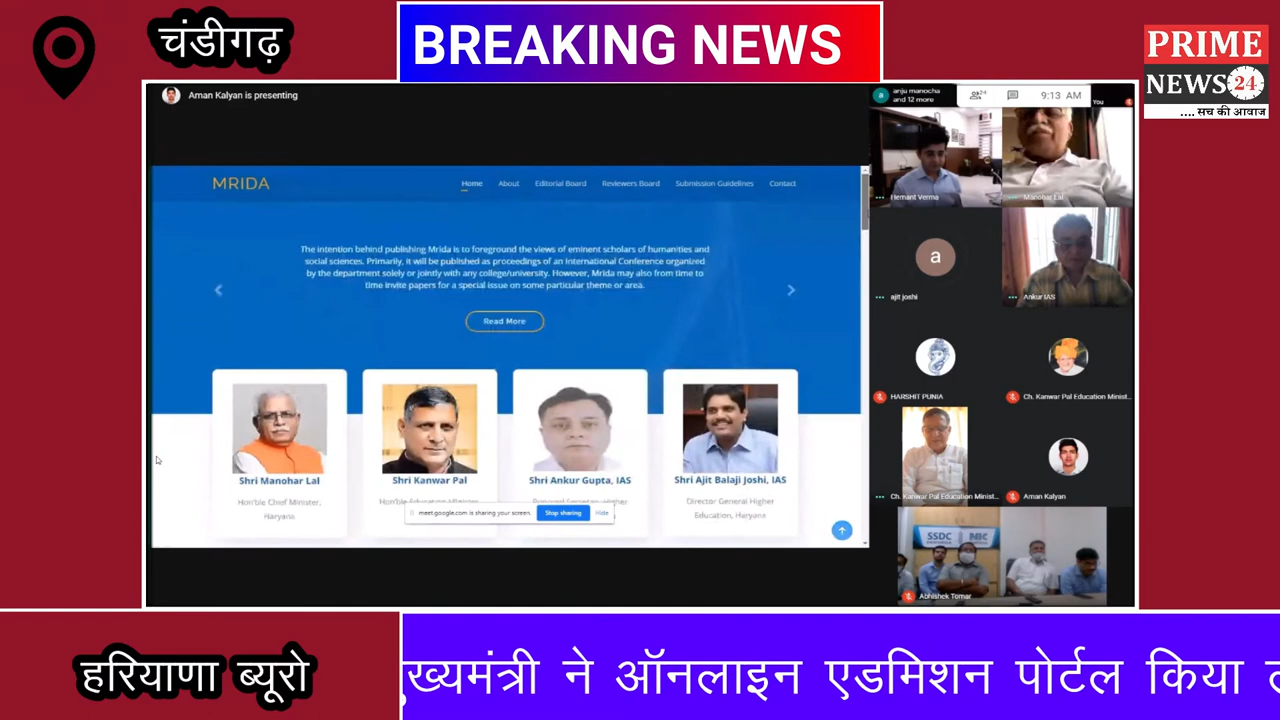 चंडीगढ़
BREAKING NEWS
PRIME
NEWS 24
.... सच की आवाज
Aman Kalyan is presenting
anju manocha
and 12 more
24
9:13 AM
You
MRIDA
Home About Editorial Board Reviewers Board Submission Guidelines Contact
The intention behind publishing Mrida is to foreground the views of eminent scholars of humanities and
social sciences. Primarily, it will be published as proceedings of an International Conference organized
by the department solely or jointly with any college/university. However, Mrida may also from time to
time invite papers for a special issue on some particular theme or area.
Read More
Shri Manohar Lal
Hon'ble Chief Minister,
Haryana
Shri Kanwar Pal
Hon'ble Education Minister
Shri Ankur Gupta, IAS
Higher
Shri Ajit Balaji Joshi, IAS
Director General Higher
Education, Haryana
meet.google.com is sharing your screen.
Stop sharing
Hide
Hemant Verma
Manohar Lal
a
ajit joshi
Ankur IAS
HARSHIT PUNIA
Ch. Kanwar Pal Education Minist...
Ch. Kanwar Pal Education Minist...
Aman Kalyan
SSDC
NIC
Abhishek Tomar
हरियाणा ब्यूरो
ख्यमंत्री ने ऑनलाइन एडमिशन पोर्टल किया